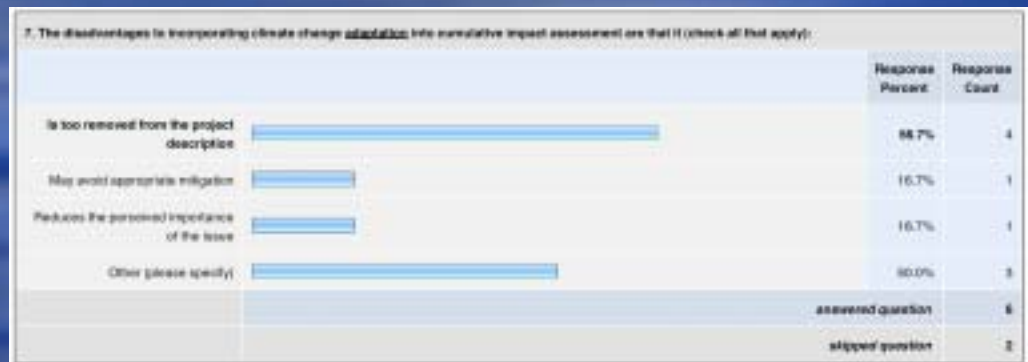 7. The disadvantages to incorporating climate change adaptation into cumulative impact assessment are that it (check all that apply):
Response Percent
Response Count
Is too removed from the project description
66.7%
4
May avoid appropriate mitigation
16.7%
1
Reduces the perceived importance of the issue
16.7%
1
Other (please specify)
50.0%
3
answered question
6
skipped question
2